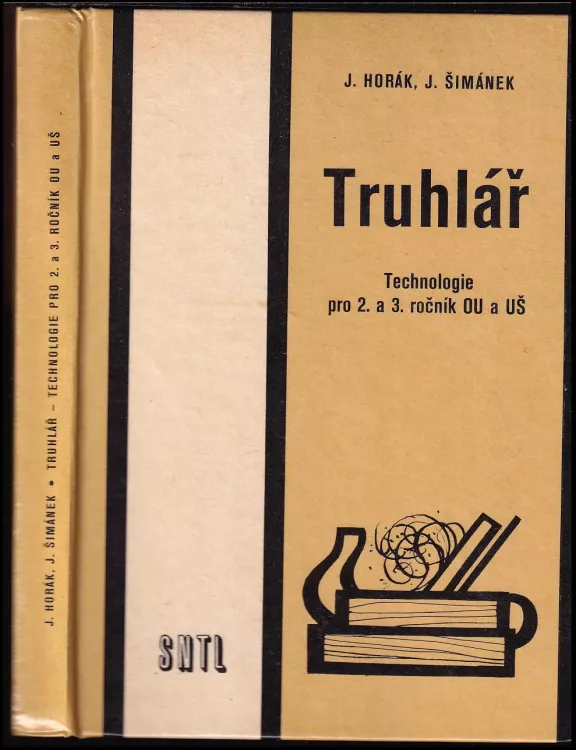 J. HORÁK, J. ŠIMÁNEK • TRUHLÁŘ – TECHNOLOGIE PRO 2. a 3. ROČNÍK OU a UŠ
J. HORÁK, J. ŠIMÁNEK
Truhlář
Technologie
pro 2. a 3. ročník OU a UŠ
SNTL